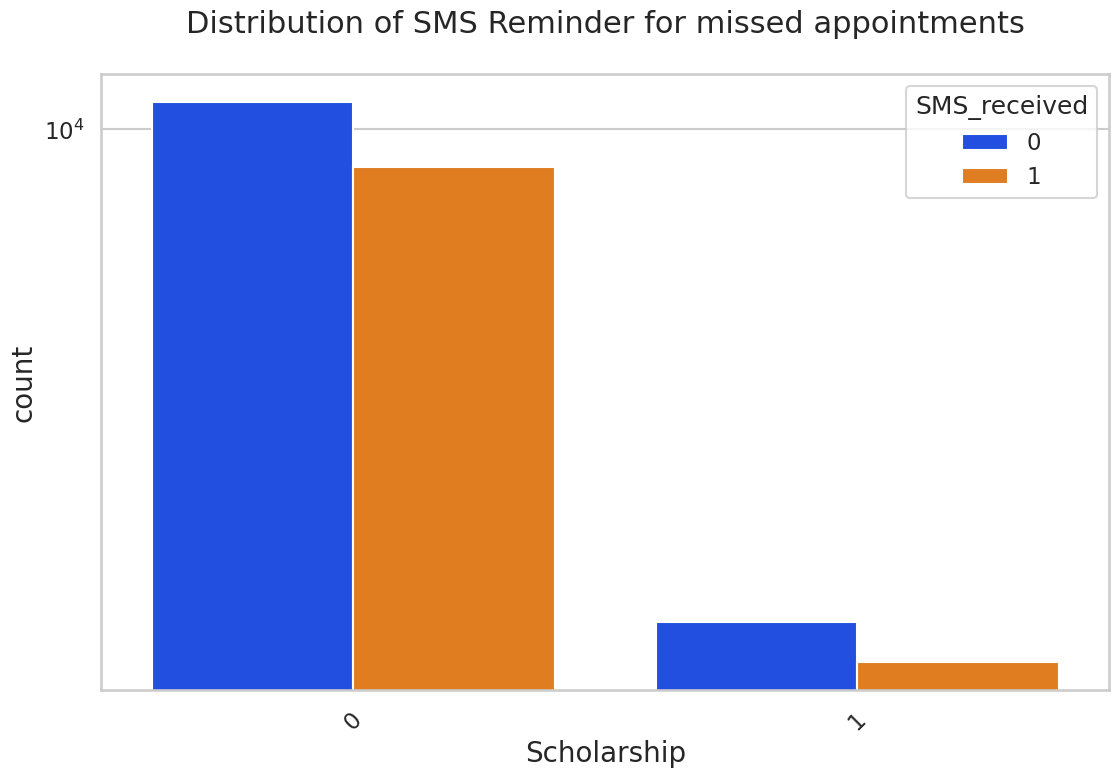 Distribution of SMS Reminder for missed appointments
SMS_received
0
1
10⁴
count
0
1
Scholarship